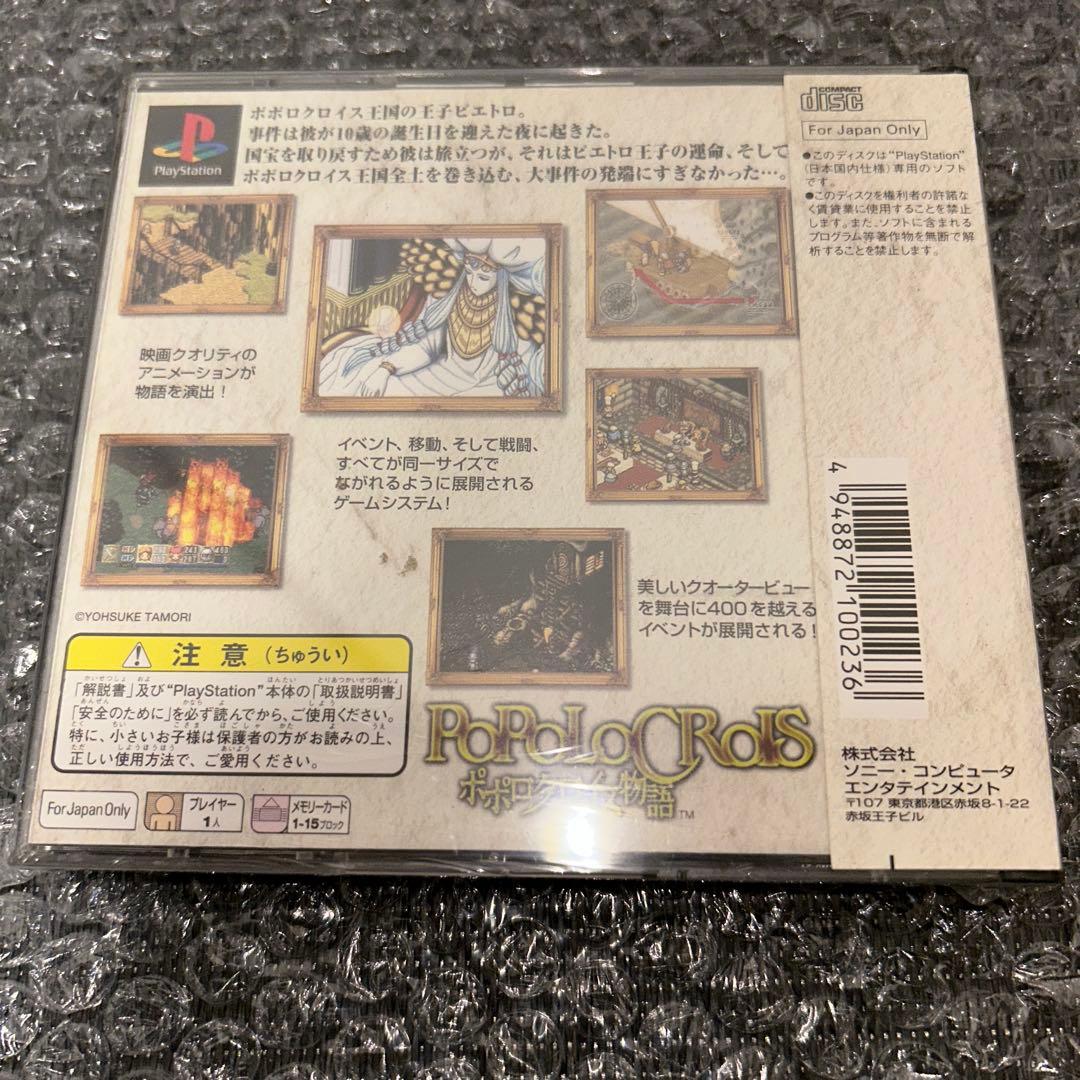 PlayStation
ポポロクロイス王国の王子ピエトロ。
事件は彼が10歳の誕生日を迎えた夜に起きた。
国宝を取り戻すため彼は旅立つが、それはピエトロ王子の運命、そして
ポポロクロイス王国全土を巻き込む、大事件の発端にすぎなかった…。
映画クオリティの
アニメーションが
物語を演出！
イベント、移動、そして戦闘、
すべてが同一サイズで
ながれるように展開される
ゲームシステム！
美しいクオータービュー
を舞台に400を越える
イベントが展開される！
©YOHSUKE TAMORI
注意（ちゅうい）
「解説書」及び“PlayStation”本体の「取扱説明書」
「安全のために」を必ず読んでから、ご使用ください。
特に、小さいお子様は保護者の方がお読みの上、
正しい使用方法で、ご愛用ください。
For Japan Only
プレイヤー
1人
メモリーカード
1-15ブロック
POPOLOCROIS
ポポロクロイス物語
TM
COMPACT
disc
For Japan Only
●このディスクは“PlayStation”
(日本国内仕様)専用のソフト
です。
●このディスクを権利者の許諾な
く賃貸業に使用することを禁止
します。また、ソフトに含まれる
プログラム等著作物を無断で解
析することを禁止します。
4 948872 100236
株式会社
ソニー・コンピュータ
エンタテインメント
〒107 東京都港区赤坂8-1-22
赤坂王子ビル